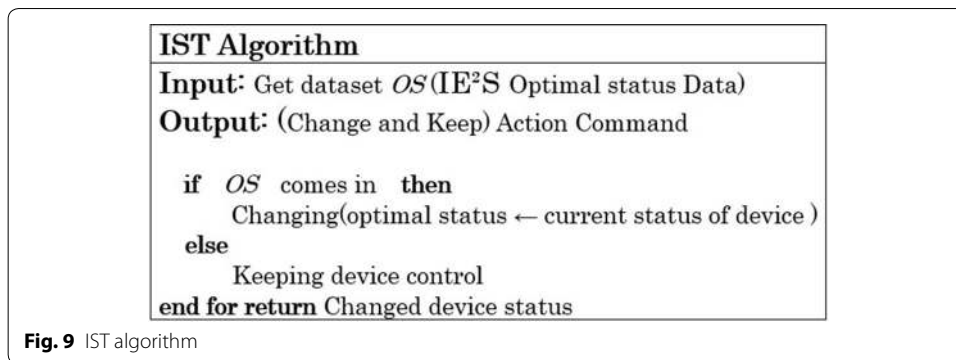 IST Algorithm
Input: Get dataset OS(IE²S Optimal status Data)
Output: (Change and Keep) Action Command
if OS comes in then
Changing(optimal status ← current status of device )
else
Keeping device control
end for return Changed device status
Fig. 9 IST algorithm